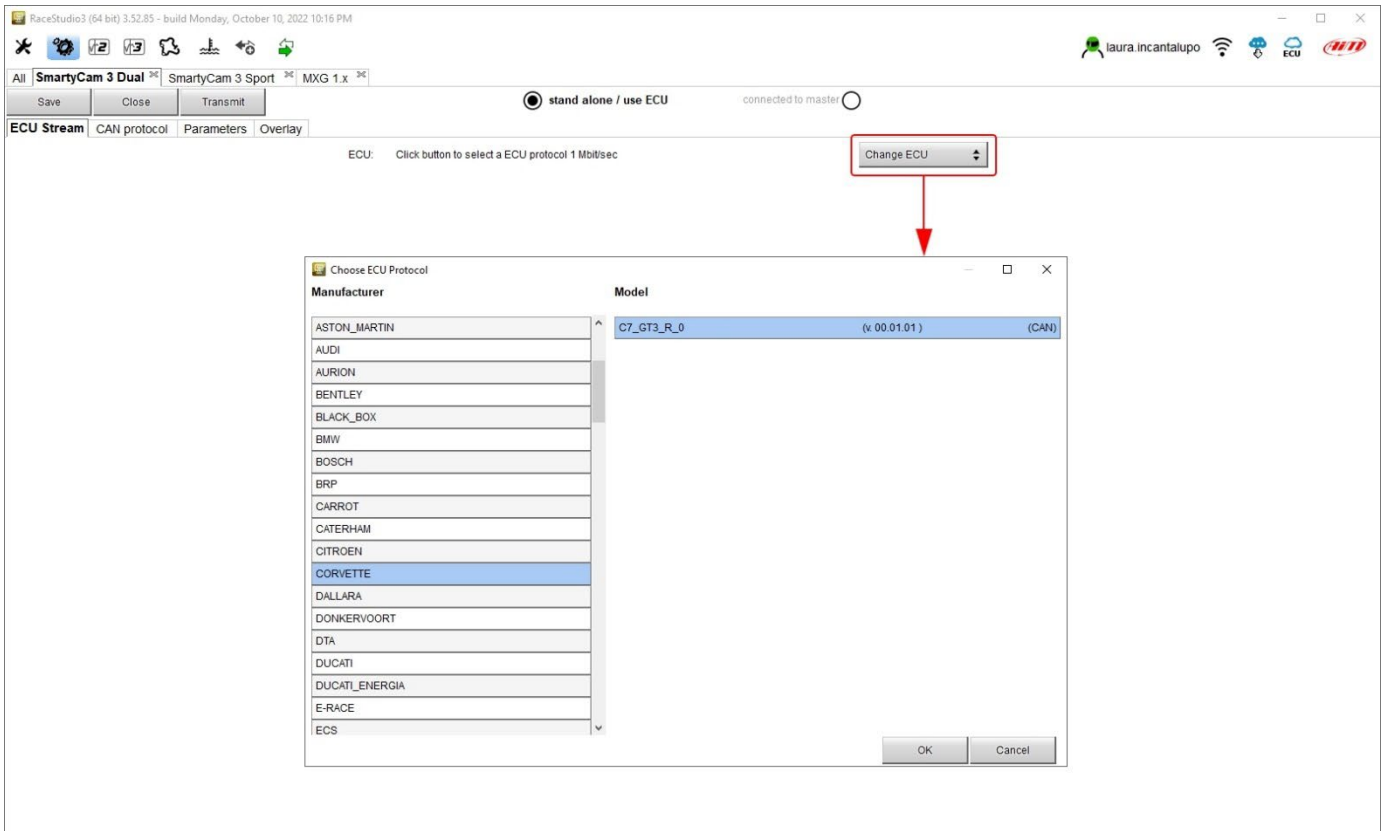 RaceStudio3 (64 bit) 3.52.85 - build Monday, October 10, 2022 10:16 PM
laura.incantalupo ECU AiM
All SmartyCam 3 Dual SmartyCam 3 Sport MXG 1.x
Save Close Transmit stand alone / use ECU connected to master
ECU Stream CAN protocol Parameters Overlay
ECU: Click button to select a ECU protocol 1 Mbit/sec Change ECU
Choose ECU Protocol
Manufacturer Model
ASTON_MARTIN C7_GT3_R_0 (v. 00.01.01 ) (CAN)
AUDI
AURION
BENTLEY
BLACK_BOX
BMW
BOSCH
BRP
CARROT
CATERHAM
CITROEN
CORVETTE
DALLARA
DONKERVOORT
DTA
DUCATI
DUCATI_ENERGIA
E-RACE
ECS
OK Cancel